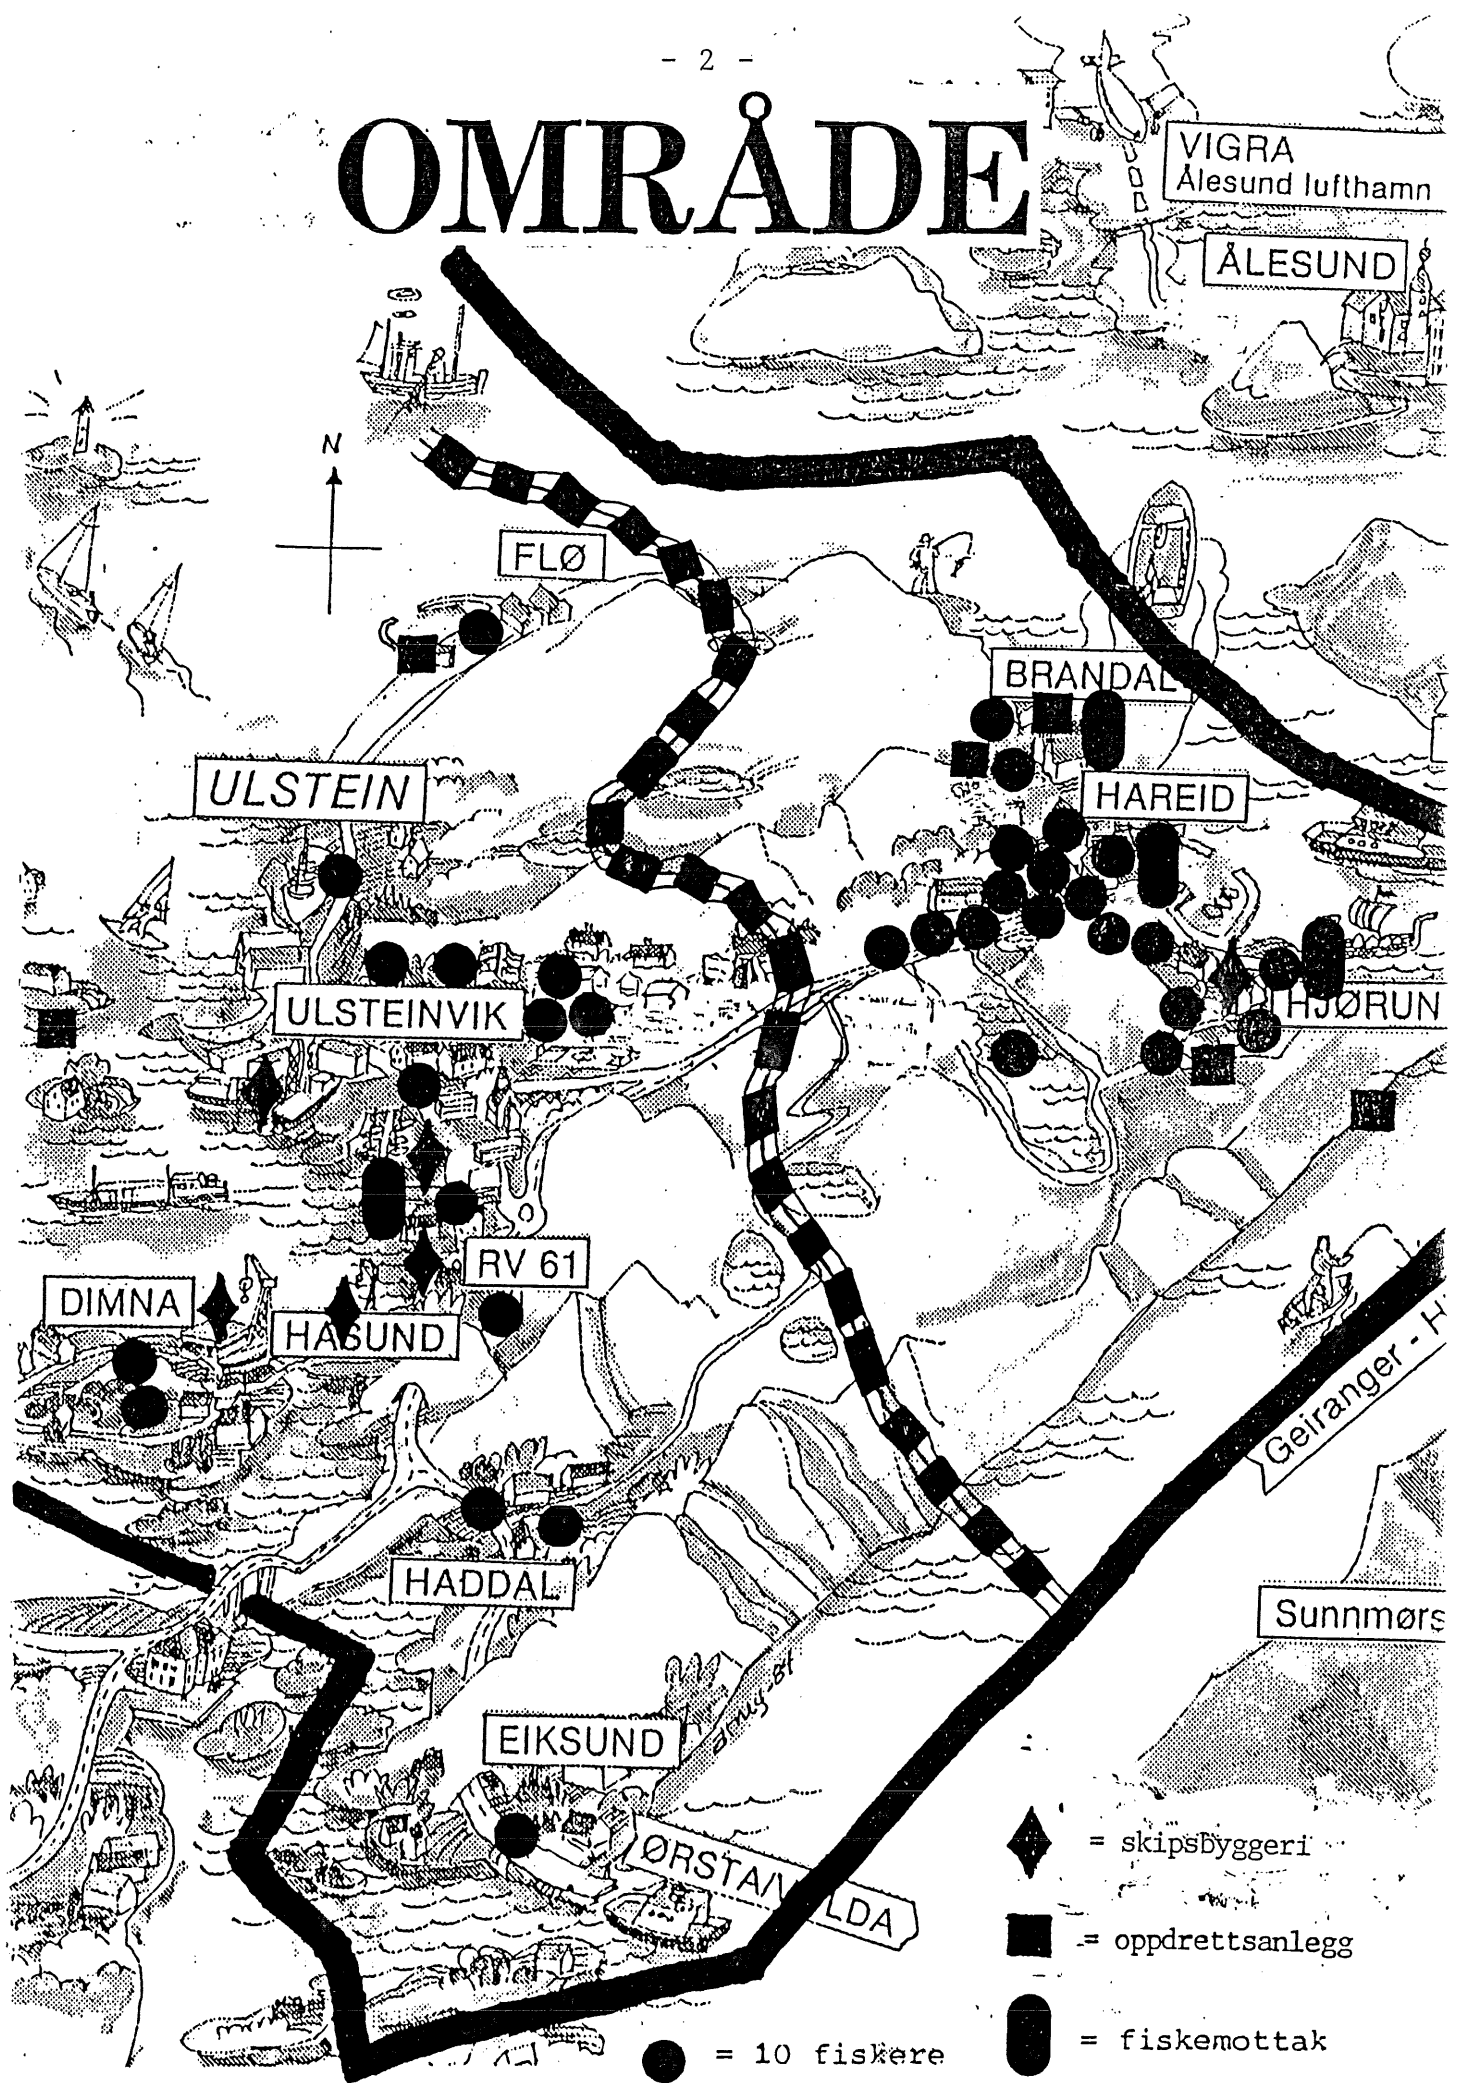 - 2 -
OMRÅDE
VIGRA
Ålesund lufthamn
ÅLESUND
N
FLØ
BRANDAL
ULSTEIN
HAREID
ULSTEINVIK
HJØRUN
RV 61
DIMNA
HASUND
Geiranger - H
HADDAL
Sunnmørs
EIKSUND
ØRSTA/V LDA
= skipsbyggeri
= oppdrettsanlegg
= fiskemottak
= 10 fiskere